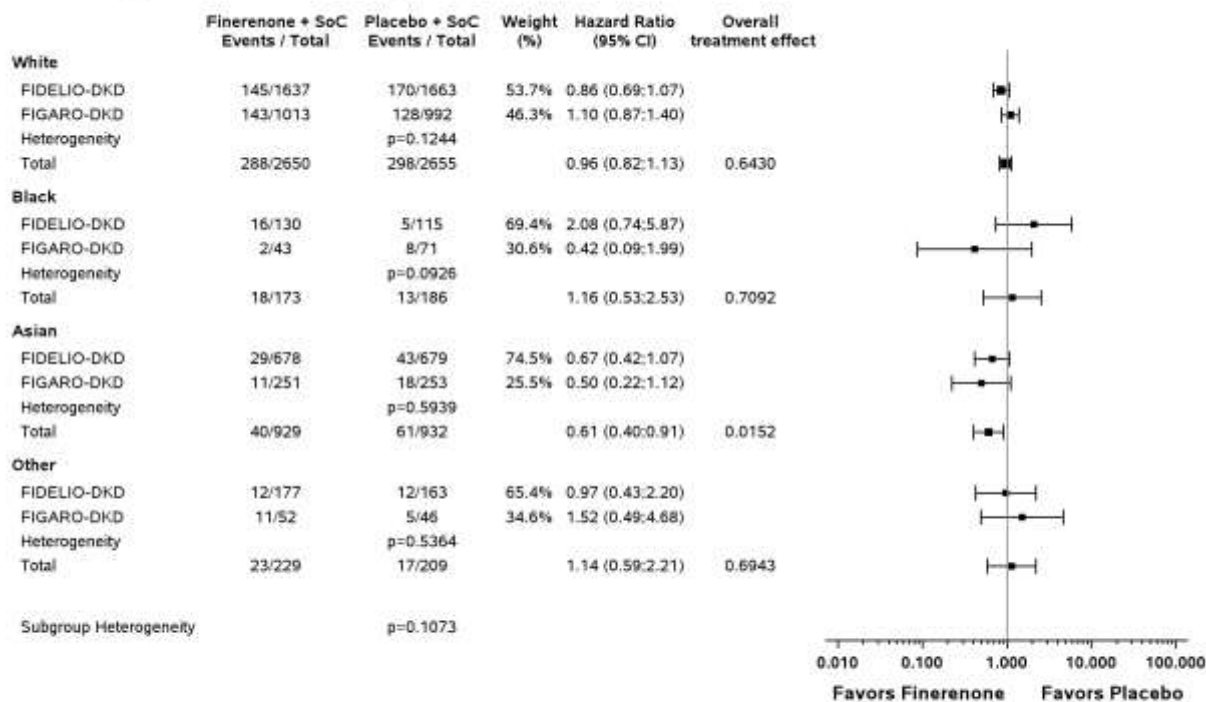 Finerenone + SoC Placebo + SoC Weight Hazard Ratio Overall
Events / Total Events / Total (%) (95% CI) treatment effect
White
FIDELIO-DKD 145/1637 170/1663 53.7% 0.86 (0.69;1.07)
FIGARO-DKD 143/1013 128/992 46.3% 1.10 (0.87;1.40)
Heterogeneity p=0.1244
Total 288/2650 298/2655 0.96 (0.82;1.13) 0.6430
Black
FIDELIO-DKD 16/130 5/115 69.4% 2.08 (0.74;5.87)
FIGARO-DKD 2/43 8/71 30.6% 0.42 (0.09;1.99)
Heterogeneity p=0.0926
Total 18/173 13/186 1.16 (0.53;2.53) 0.7092
Asian
FIDELIO-DKD 29/678 43/679 74.5% 0.67 (0.42;1.07)
FIGARO-DKD 11/251 18/253 25.5% 0.50 (0.22;1.12)
Heterogeneity p=0.5939
Total 40/929 61/932 0.61 (0.40;0.91) 0.0152
Other
FIDELIO-DKD 12/177 12/163 65.4% 0.97 (0.43;2.20)
FIGARO-DKD 11/52 5/46 34.6% 1.52 (0.49;4.68)
Heterogeneity p=0.5364
Total 23/229 17/209 1.14 (0.59;2.21) 0.6943
Subgroup Heterogeneity p=0.1073
0.010 0.100 1.000 10.000 100.000
Favors Finerenone Favors Placebo